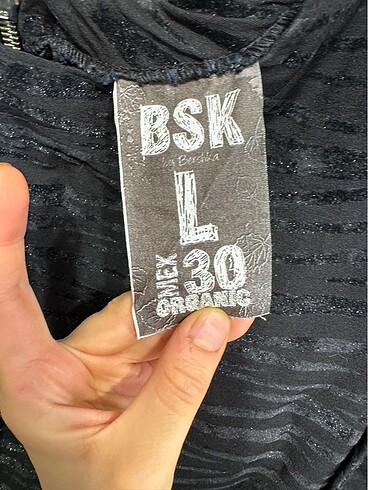 BSK
by Bershka
L
MEX 30
ORGANIC